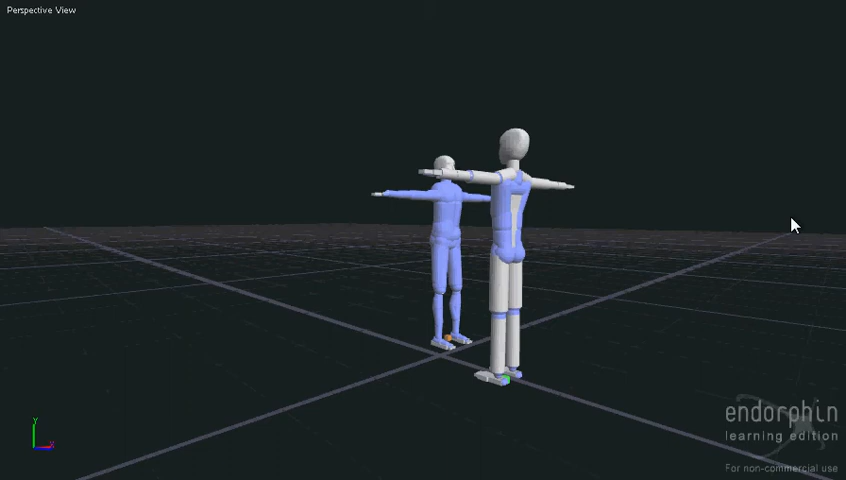 Perspective View
Y
X
endorphin
learning edition
For non-commercial use